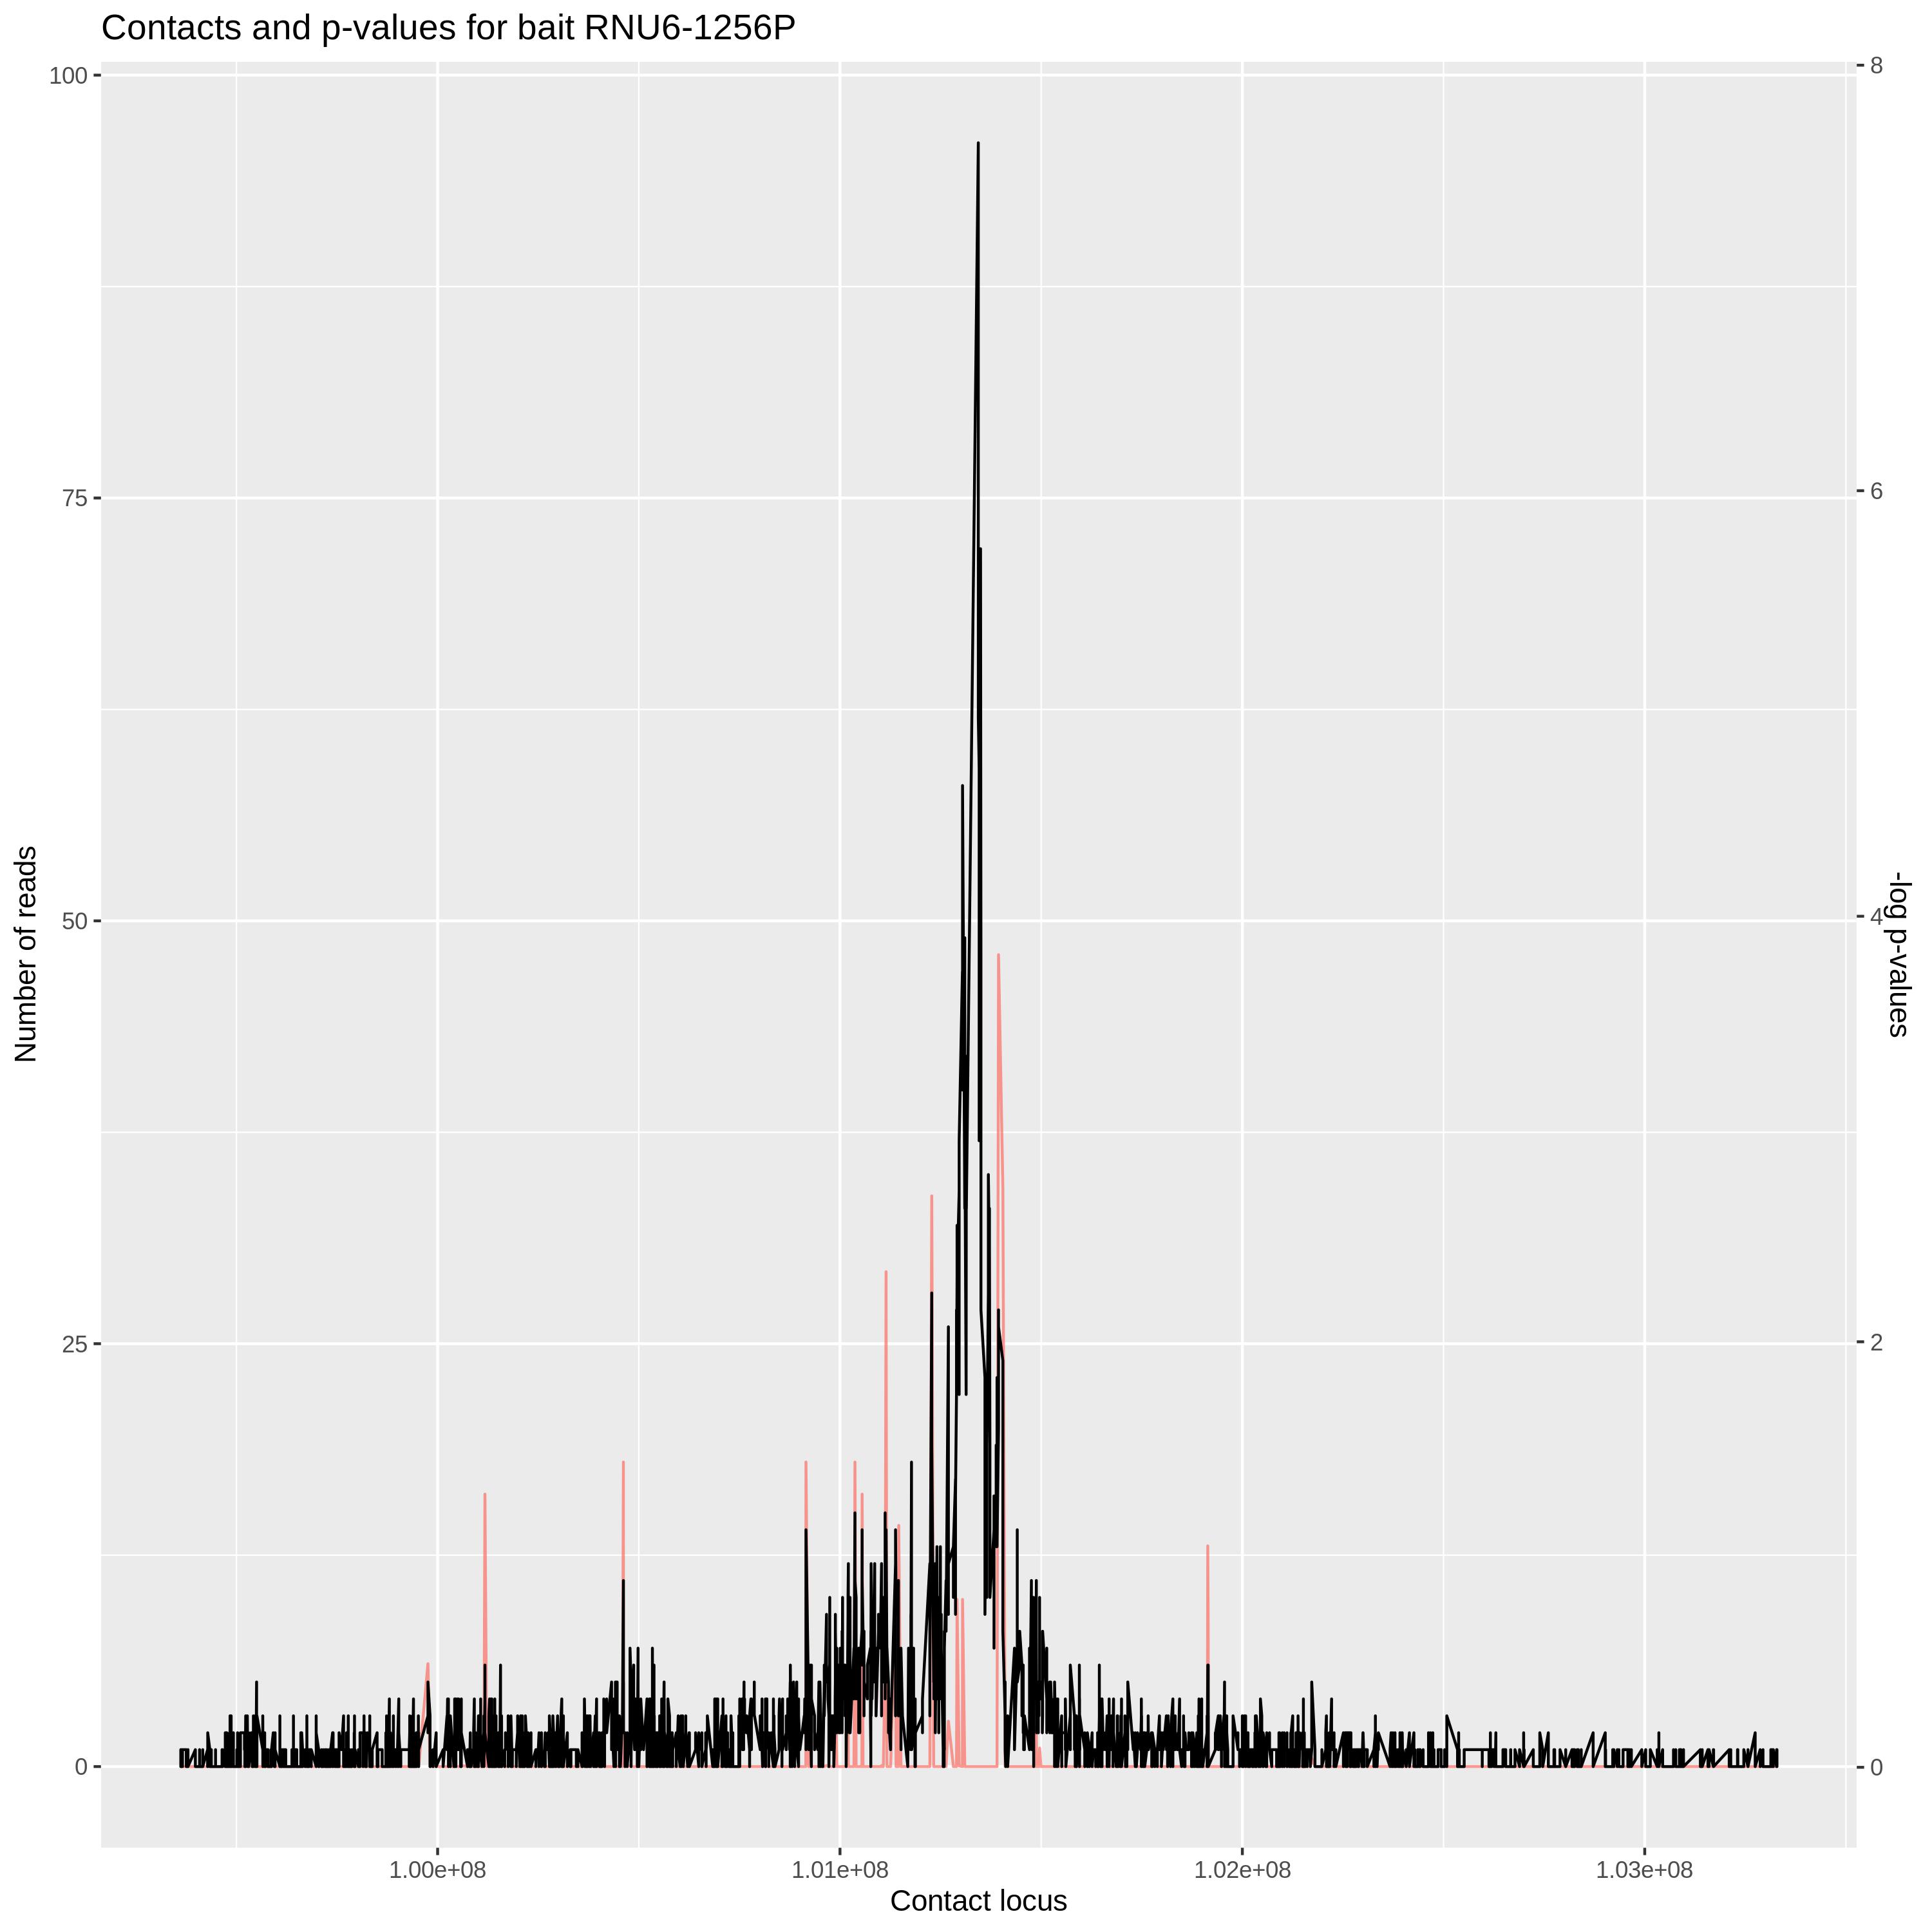 Contacts and p-values for bait RNU6-1256P
100
75
50
25
0
Number of reads
8
6
4
2
0
-log p-values
1.00e+08
1.01e+08
1.02e+08
1.03e+08
Contact locus